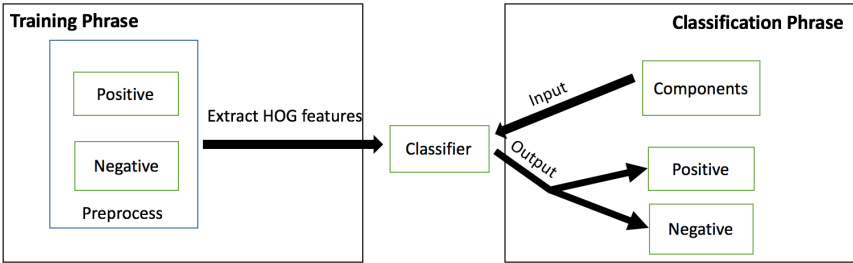 Training Phrase
Positive
Negative
Preprocess
Extract HOG features
Classifier
Classification Phrase
Input
Components
Output
Positive
Negative